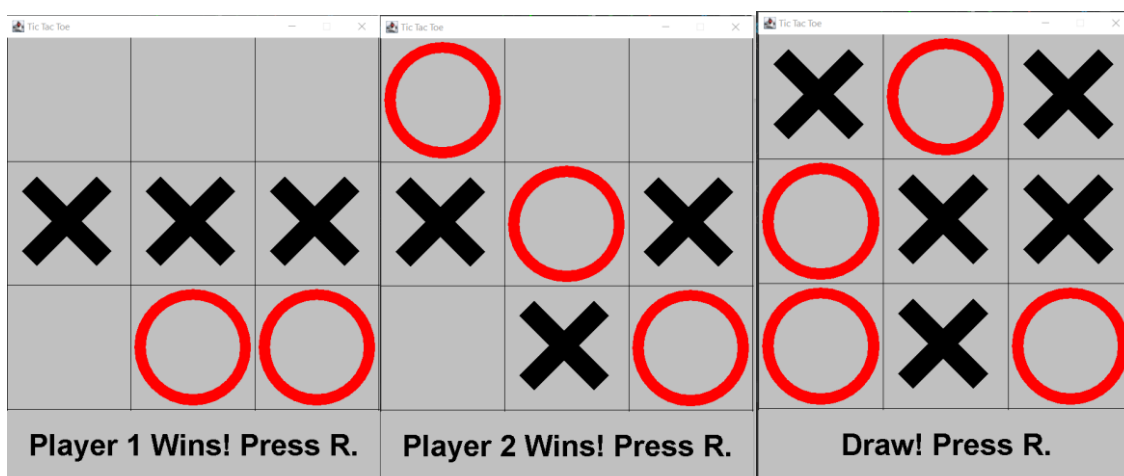 Tic Tac Toe
Player 1 Wins! Press R.
Tic Tac Toe
Player 2 Wins! Press R.
Tic Tac Toe
Draw! Press R.